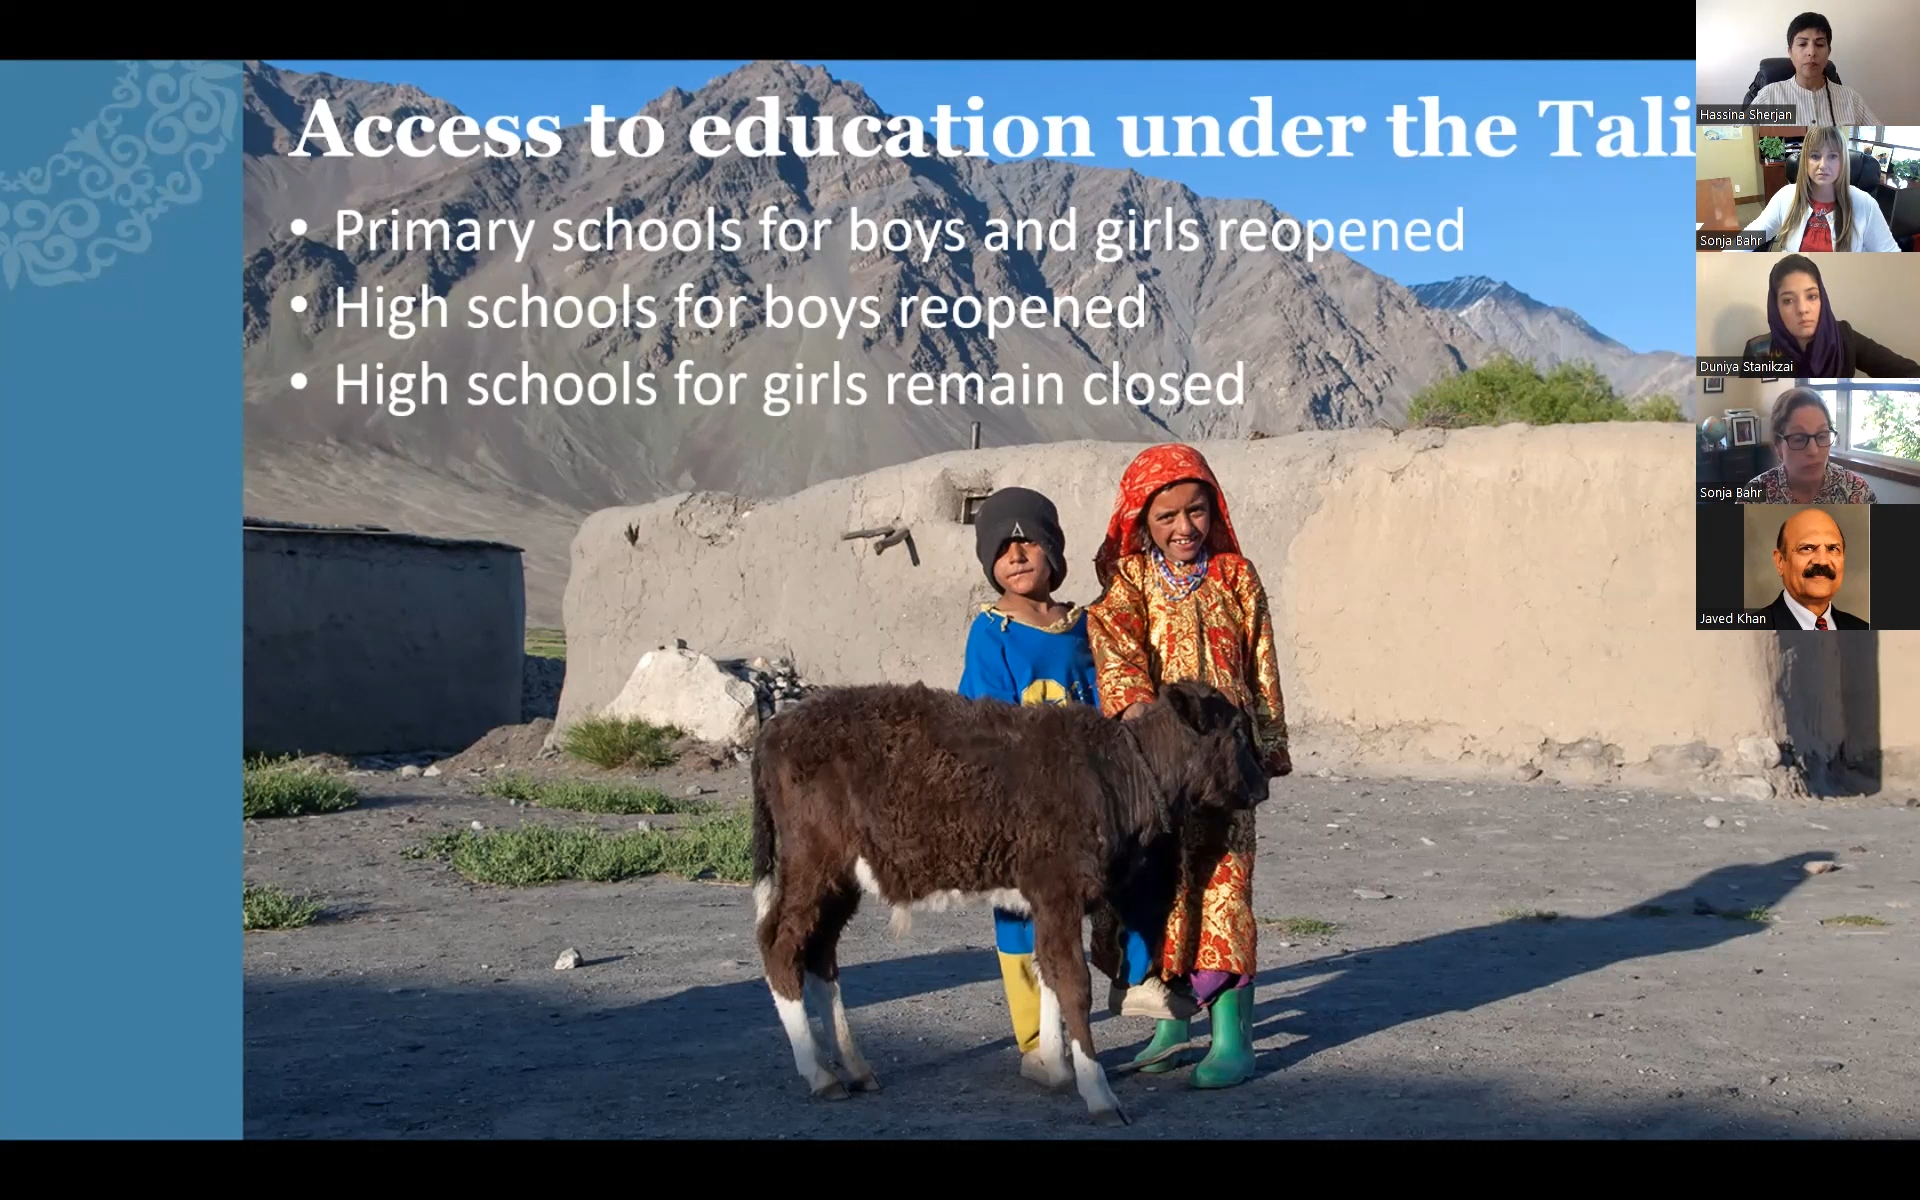 Access to education under the Tali
• Primary schools for boys and girls reopened
• High schools for boys reopened
• High schools for girls remain closed
Hassina Sherjan
Sonja Bahr
Duniya Stanikzai
Sonja Bahr
Javed Khan